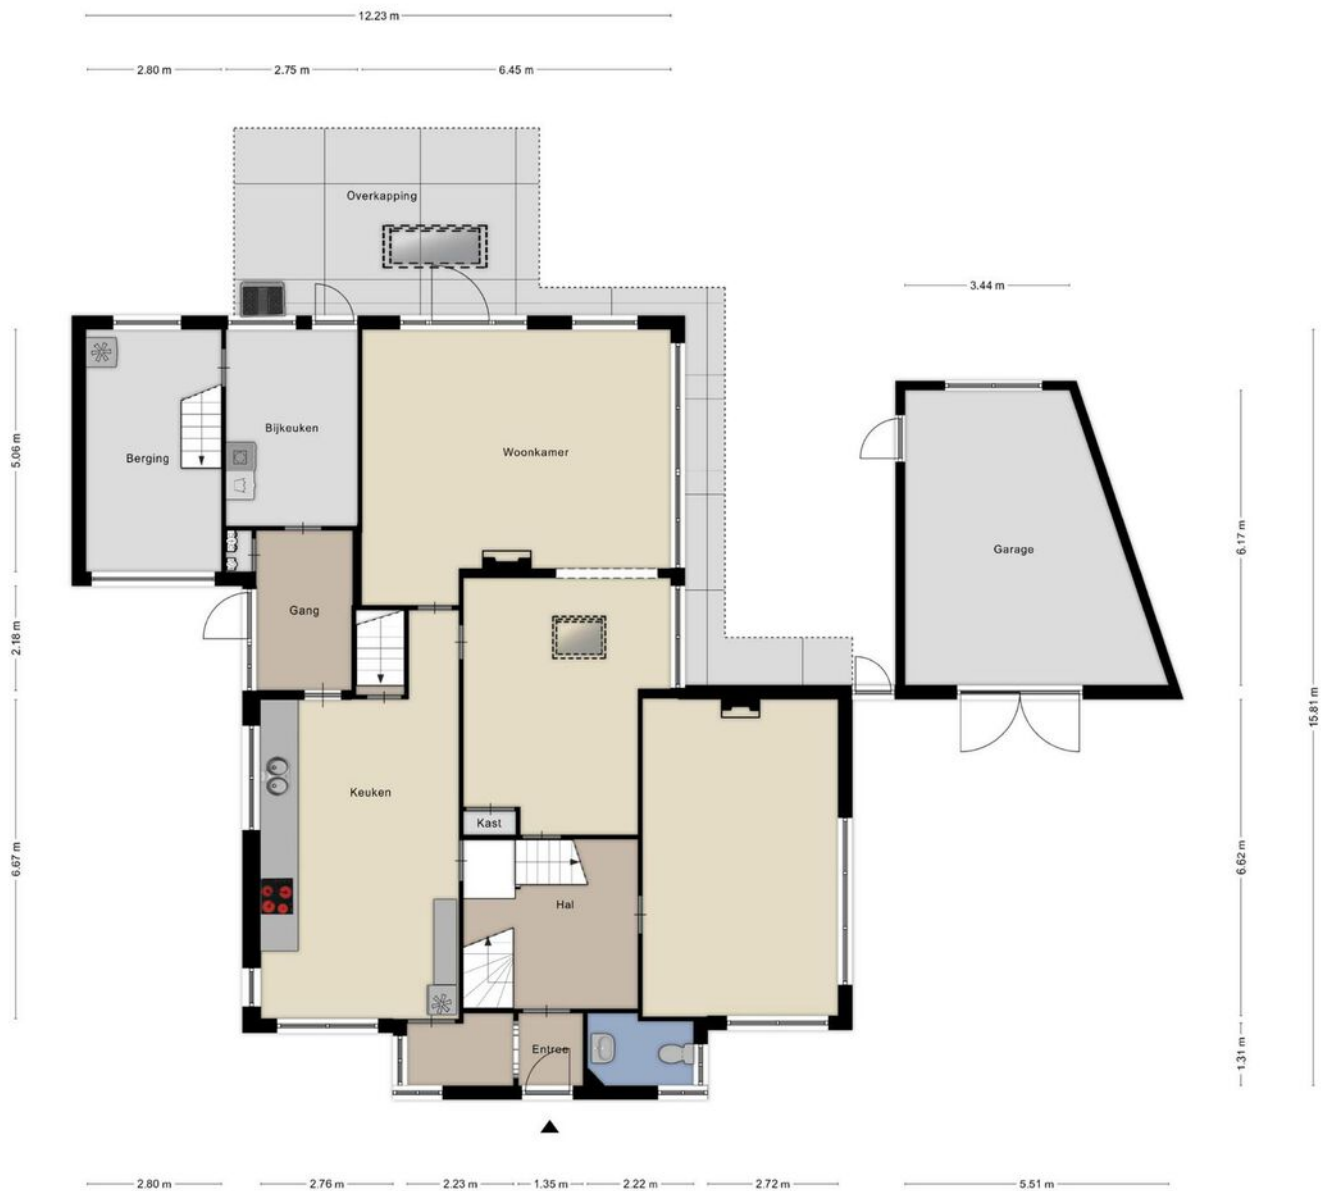 12.23 m
2.80 m
2.75 m
6.45 m
Overkapping
3.44 m
5.06 m
Berging
Bijkeuken
Woonkamer
Garage
6.17 m
Gang
2.18 m
15.81 m
Keuken
Kast
6.67 m
6.62 m
Hal
Entree
1.31 m
2.80 m
2.76 m
2.23 m
1.35 m
2.22 m
2.72 m
5.51 m